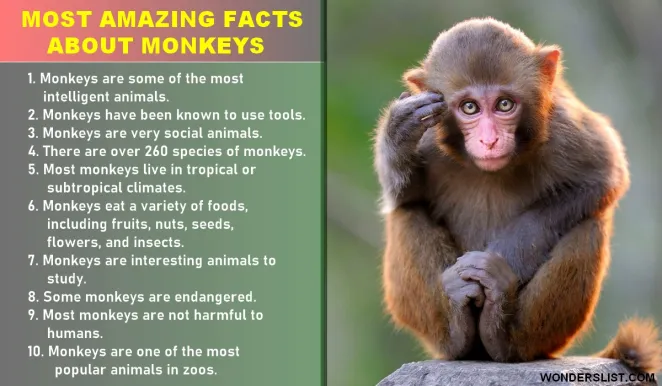 MOST AMAZING FACTS
ABOUT MONKEYS
1. Monkeys are some of the most
intelligent animals.
2. Monkeys have been known to use tools.
3. Monkeys are very social animals.
4. There are over 260 species of monkeys.
5. Most monkeys live in tropical or
subtropical climates.
6. Monkeys eat a variety of foods,
including fruits, nuts, seeds,
flowers, and insects.
7. Monkeys are interesting animals to
study.
8. Some monkeys are endangered.
9. Most monkeys are not harmful to
humans.
10. Monkeys are one of the most
popular animals in zoos.
WONDERSLIST.COM